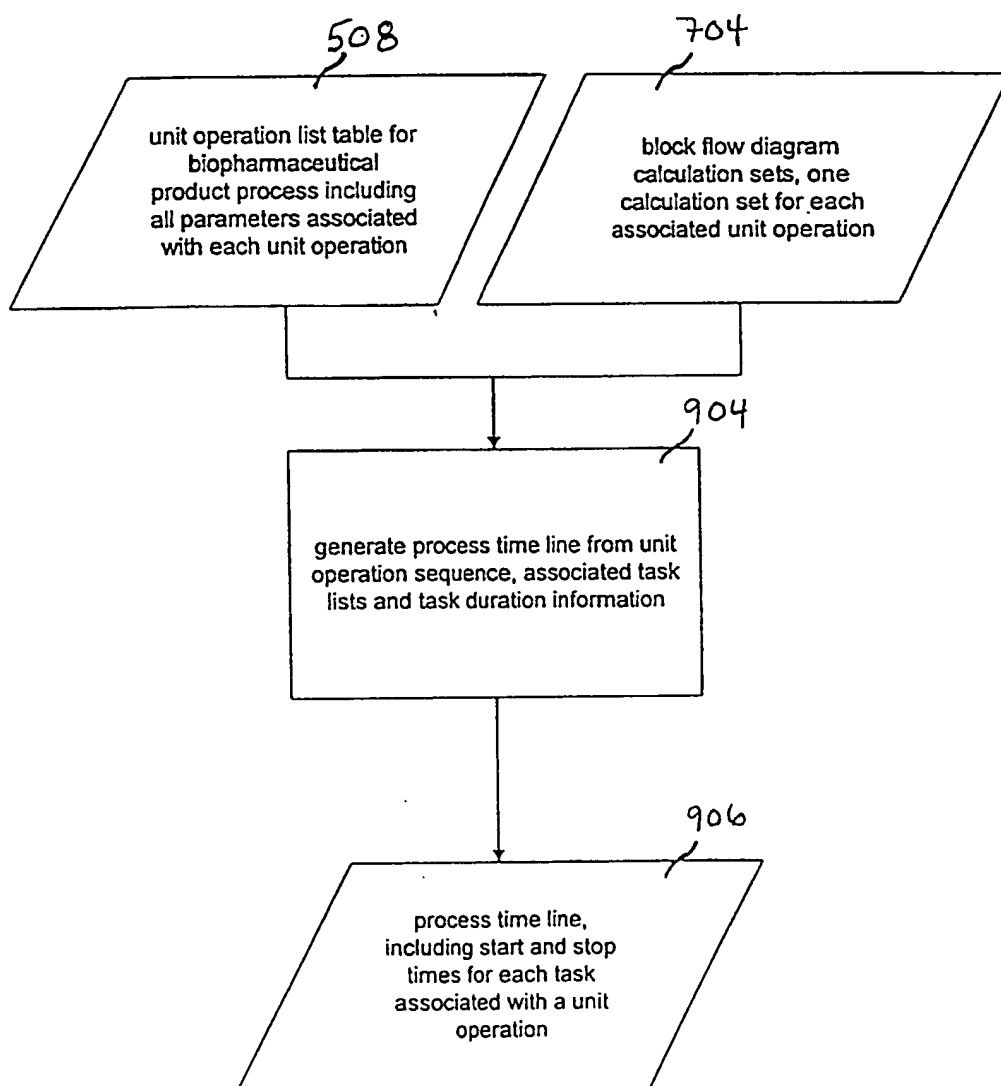 508
704
unit operation list table for
biopharmaceutical
product process including
all parameters associated
with each unit operation
block flow diagram
calculation sets, one
calculation set for each
associated unit operation
904
generate process time line from unit
operation sequence, associated task
lists and task duration information
906
process time line,
including start and stop
times for each task
associated with a unit
operation